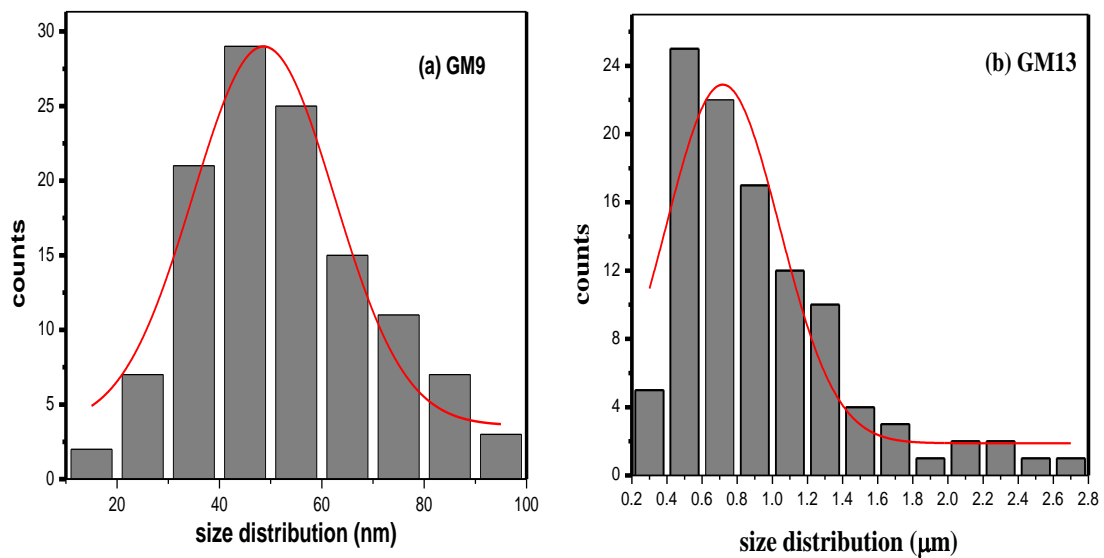 (a) GM9
counts
30
25
20
15
10
5
0
20 40 60 80 100
size distribution (nm)
(b) GM13
counts
24
20
16
12
8
4
0
0.2 0.4 0.6 0.8 1.0 1.2 1.4 1.6 1.8 2.0 2.2 2.4 2.6 2.8
size distribution (μm)